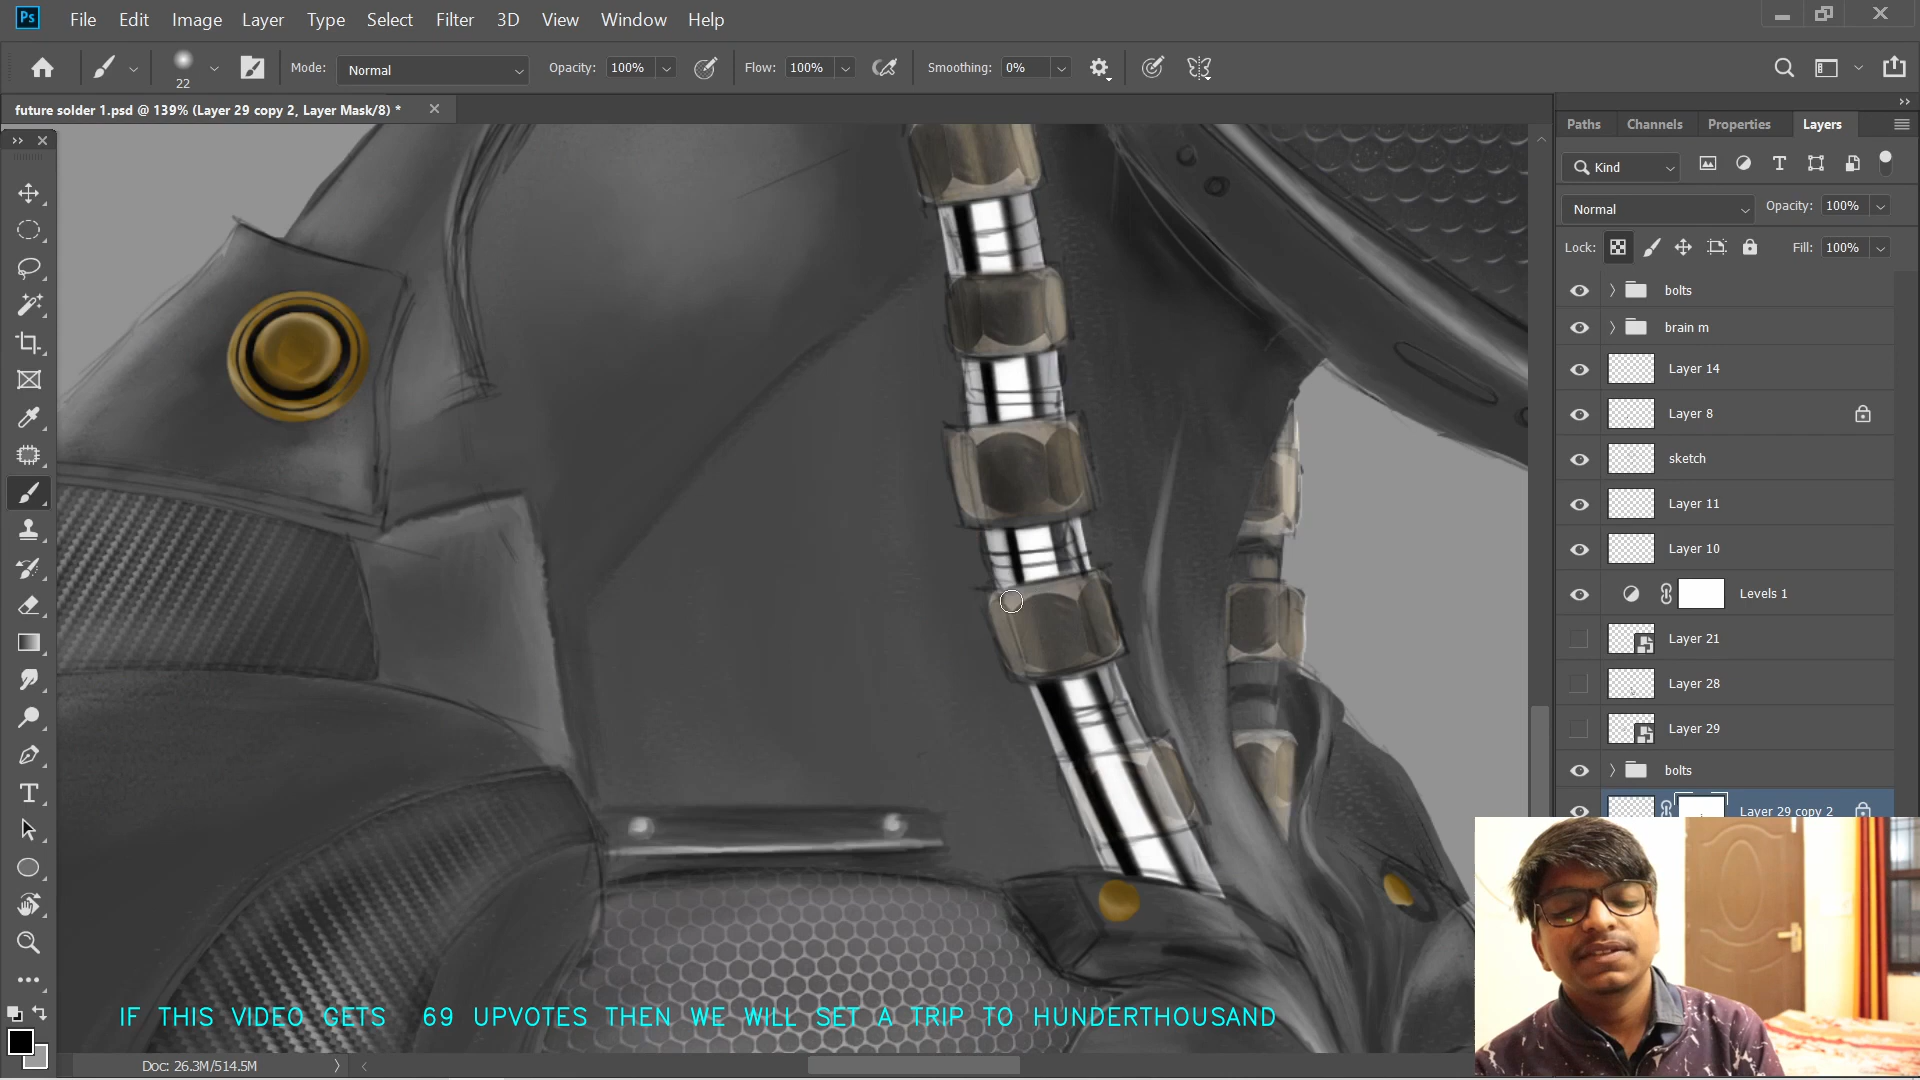 Ps File Edit Image Layer Type Select Filter 3D View Window Help
22 Mode: Normal Opacity: 100% Flow: 100% Smoothing: 0%
future solder 1.psd @ 139% (Layer 29 copy 2, Layer Mask/8) *
Paths Channels Properties Layers
Kind
Normal Opacity: 100%
Lock: Fill: 100%
bolts
brain m
Layer 14
Layer 8
sketch
Layer 11
Layer 10
Levels 1
Layer 21
Layer 28
Layer 29
bolts
Layer 29 copy 2
IF THIS VIDEO GETS 69 UPVOTES THEN WE WILL SET A TRIP TO HUNDERTHOUSAND
Doc: 26.3M/514.5M